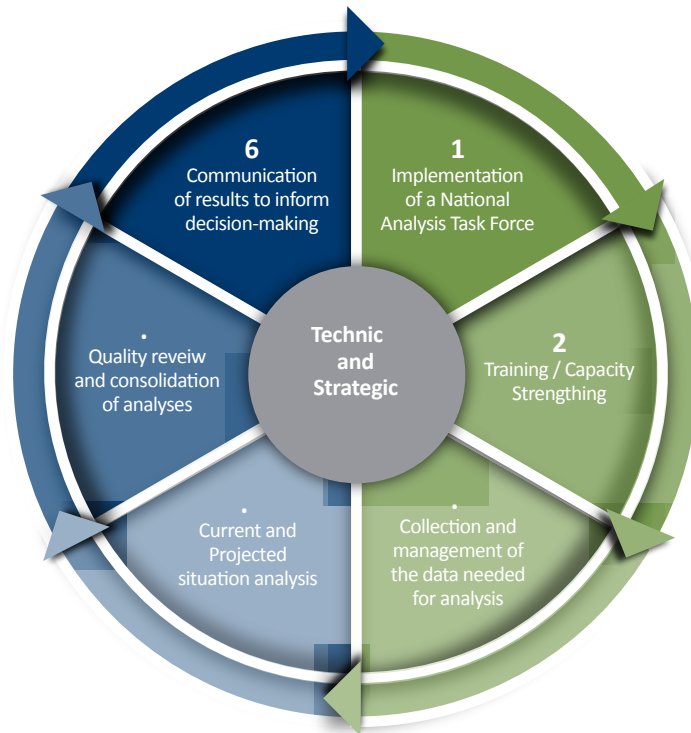 1
Implementation
of a National
Analysis Task Force
2
Training / Capacity
Strengthing
.
Collection and
management of
the data needed
for analysis
.
Current and
Projected
situation analysis
.
Quality reveiw
and consolidation
of analyses
6
Communication
of results to inform
decision-making
Technic
and
Strategic